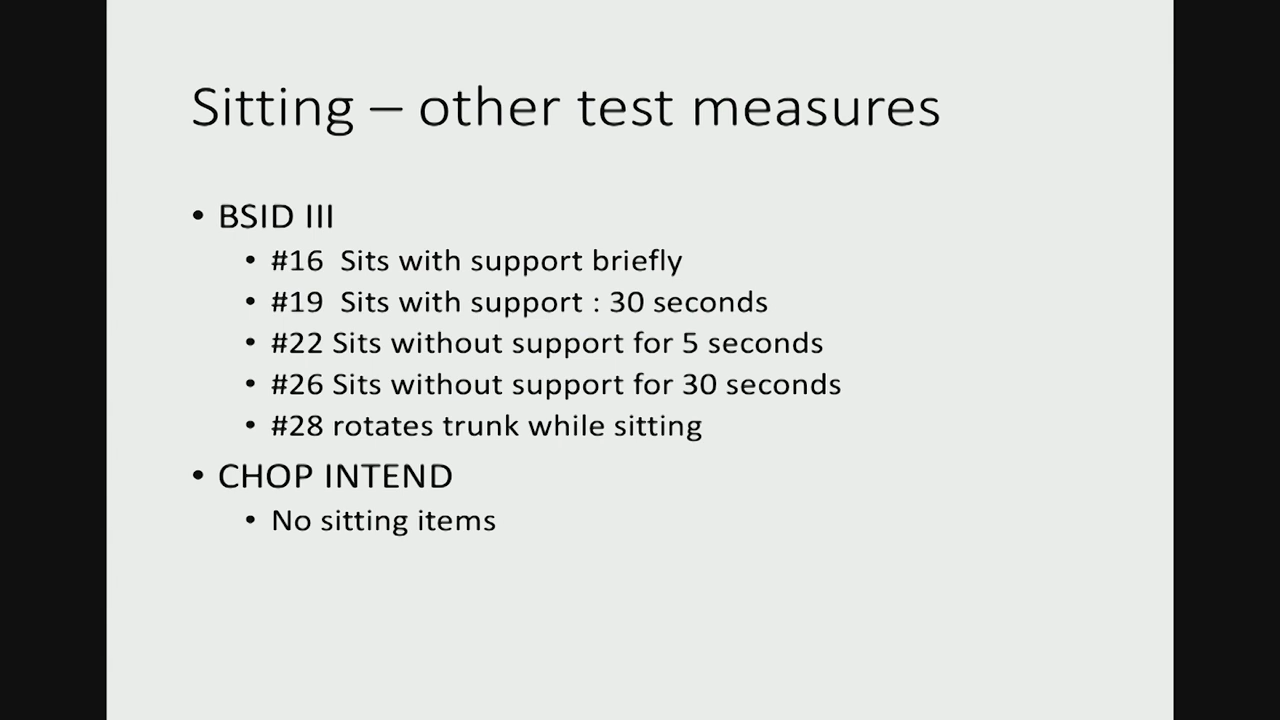 Sitting – other test measures
• BSID III
• #16  Sits with support briefly
• #19  Sits with support : 30 seconds
• #22 Sits without support for 5 seconds
• #26 Sits without support for 30 seconds
• #28 rotates trunk while sitting
• CHOP INTEND
• No sitting items